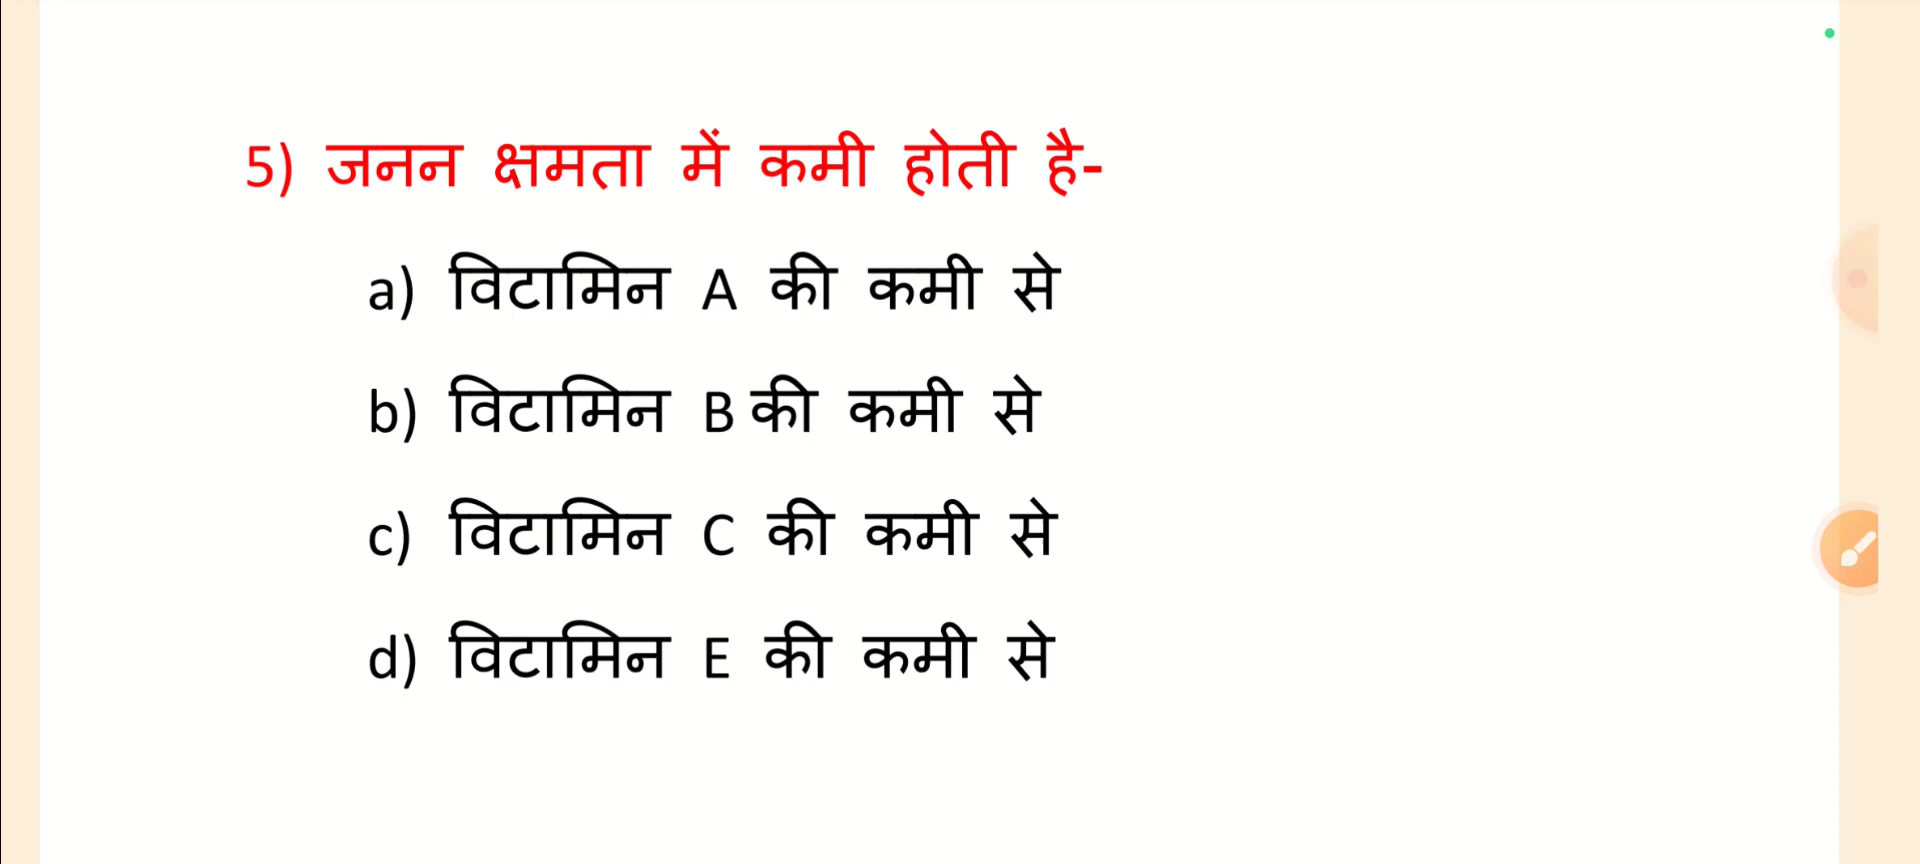 5) जनन क्षमता में कमी होती है-
a) विटामिन A की कमी से
b) विटामिन B की कमी से
c) विटामिन C की कमी से
d) विटामिन E की कमी से